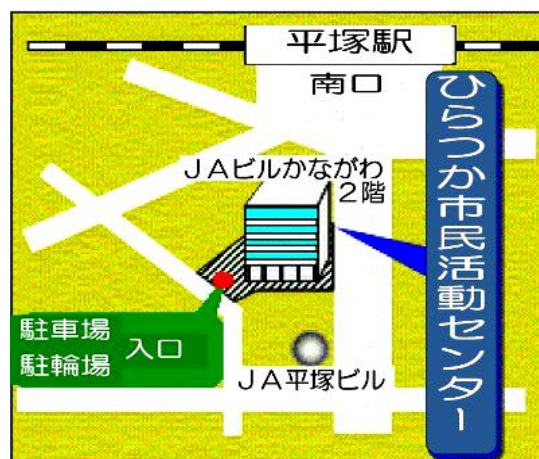 平塚駅
南口
ひらつか市民活動センター
JAビルかながわ
2階
駐車場
駐輪場
入口
JA平塚ビル